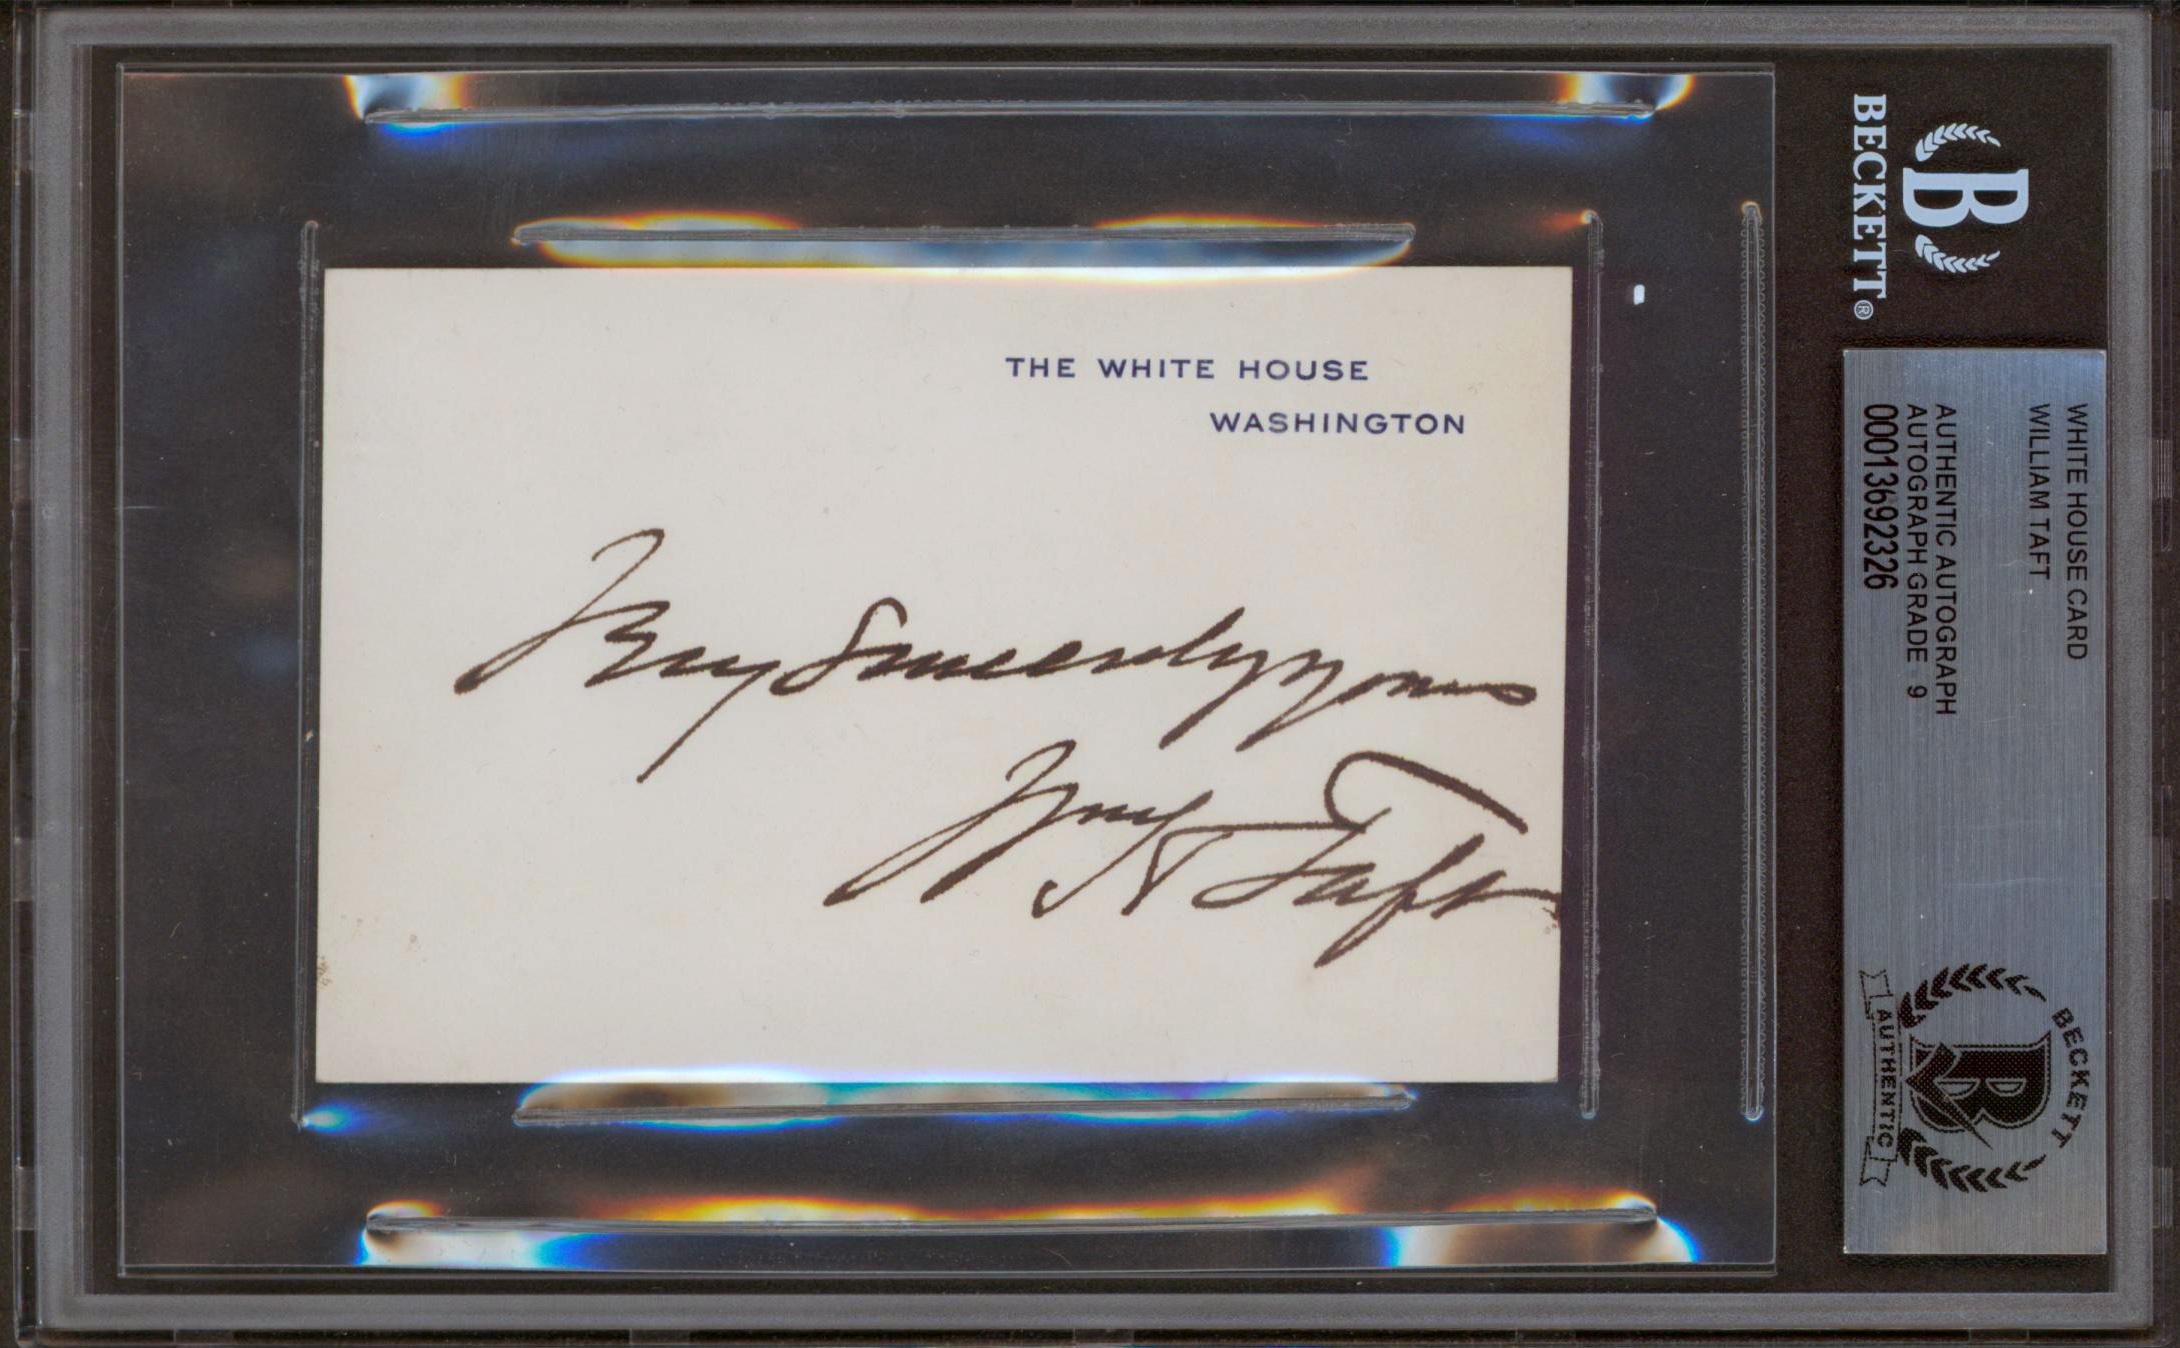 THE WHITE HOUSE
WASHINGTON
Very Sincerely yours
Wm H Taft
B
BECKETT®
WHITE HOUSE CARD
WILLIAM TAFT
AUTHENTIC AUTOGRAPH
AUTOGRAPH GRADE 9
00013692326
BECKETT
B
AUTHENTIC